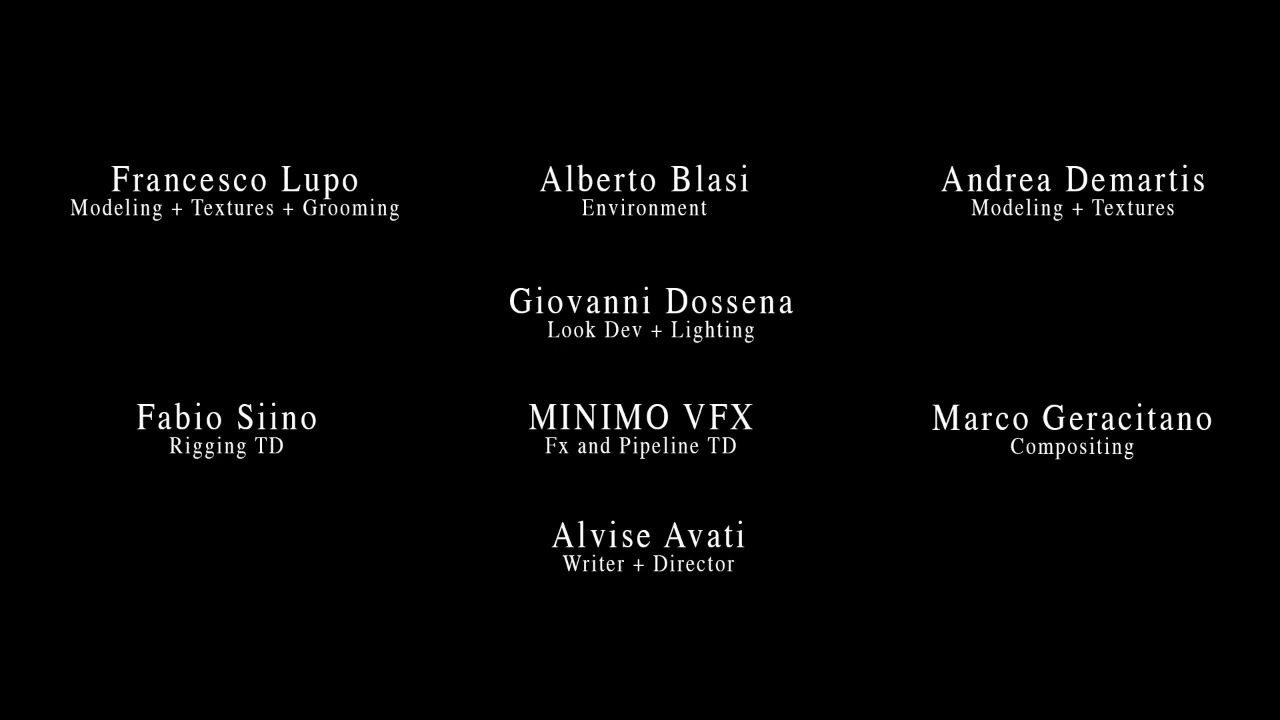 Francesco Lupo
Modeling + Textures + Grooming
Alberto Blasi
Environment
Andrea Demartis
Modeling + Textures
Giovanni Dossena
Look Dev + Lighting
Fabio Siino
Rigging TD
MINIMO VFX
Fx and Pipeline TD
Marco Geracitano
Compositing
Alvise Avati
Writer + Director